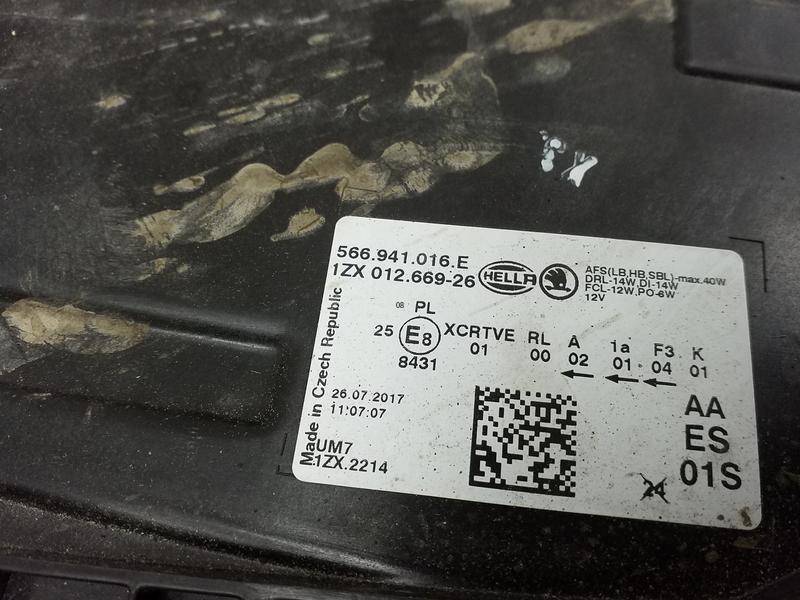 566.941.016.E
1ZX 012.669-26
HELLA
AFS(LB,HB,SBL)-max.40W
DRL-14W,DI-14W
FCL-12W,PO-6W
12V
Made in Czech Republic
08 PL
25 E8 XCRTVE RL A 1a F3 K
8431 01 00 02 01 04 01
26.07.2017
11:07:07
AA
ES
01S
UM7
1ZX.2214
24